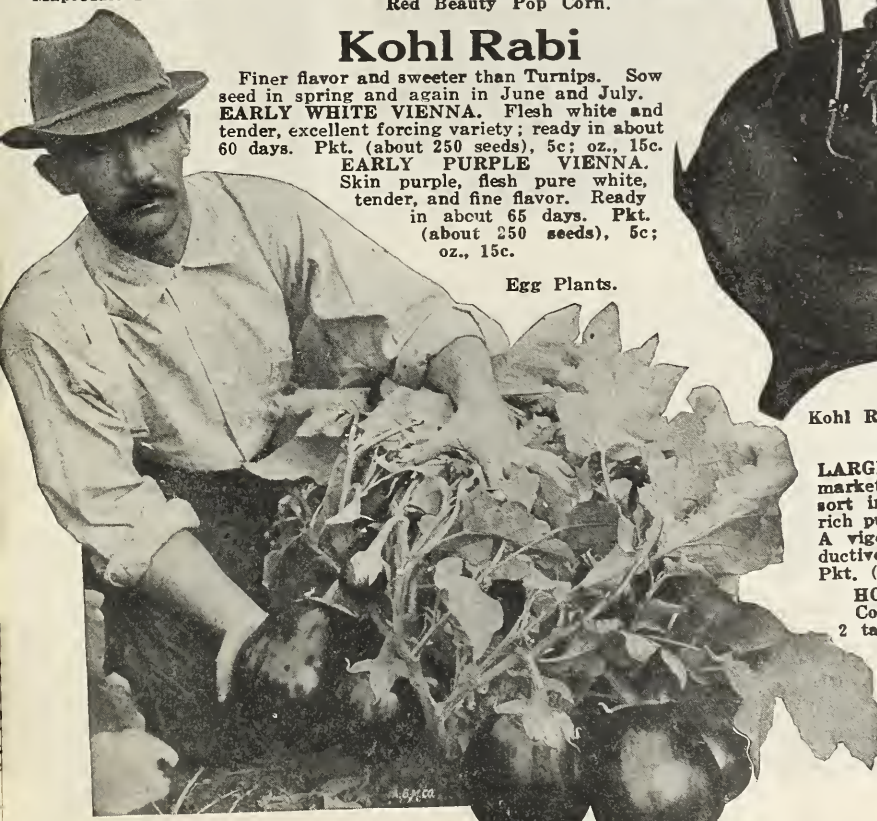 Red Beauty Pop Corn.
Kohl Rabi
Finer flavor and sweeter than Turnips. Sow
seed in spring and again in June and July.
EARLY WHITE VIENNA. Flesh white and
tender, excellent forcing variety; ready in about
60 days. Pkt. (about 250 seeds), 5c; oz., 15c.
EARLY PURPLE VIENNA.
Skin purple, flesh pure white,
tender, and fine flavor. Ready
in about 65 days. Pkt.
(about 250 seeds), 5c;
oz., 15c.
Egg Plants.
Kohl R
LARG
market
sort i
rich p
A vig
ductiv
Pkt. (
HO
Co
2 ta
A.B.M.CO.